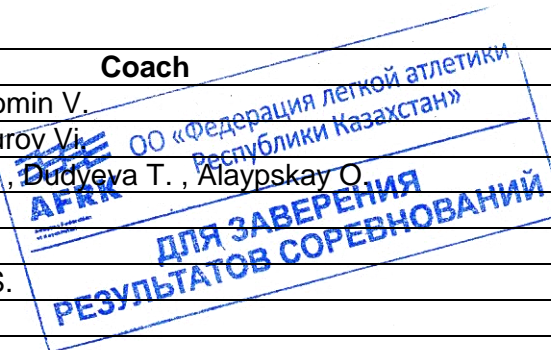 Coach
omin V.
urov Vi.
, Dudyeva T. , Alaypskay O.
S.
ОО «Федерация легкой атлетики
Республики Казахстан»
AFRK
ДЛЯ ЗАВЕРЕНИЯ
РЕЗУЛЬТАТОВ СОРЕВНОВАНИЙ